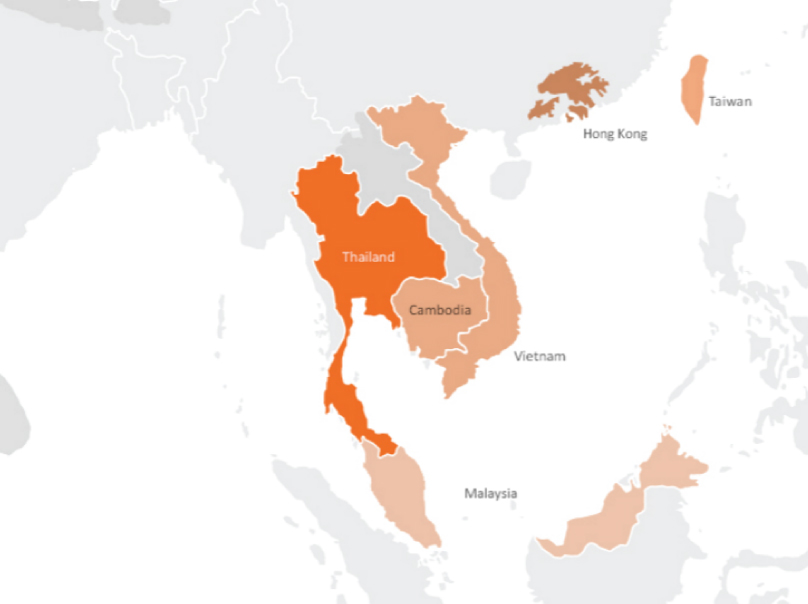 Taiwan
Hong Kong
Thailand
Cambodia
Vietnam
Malaysia